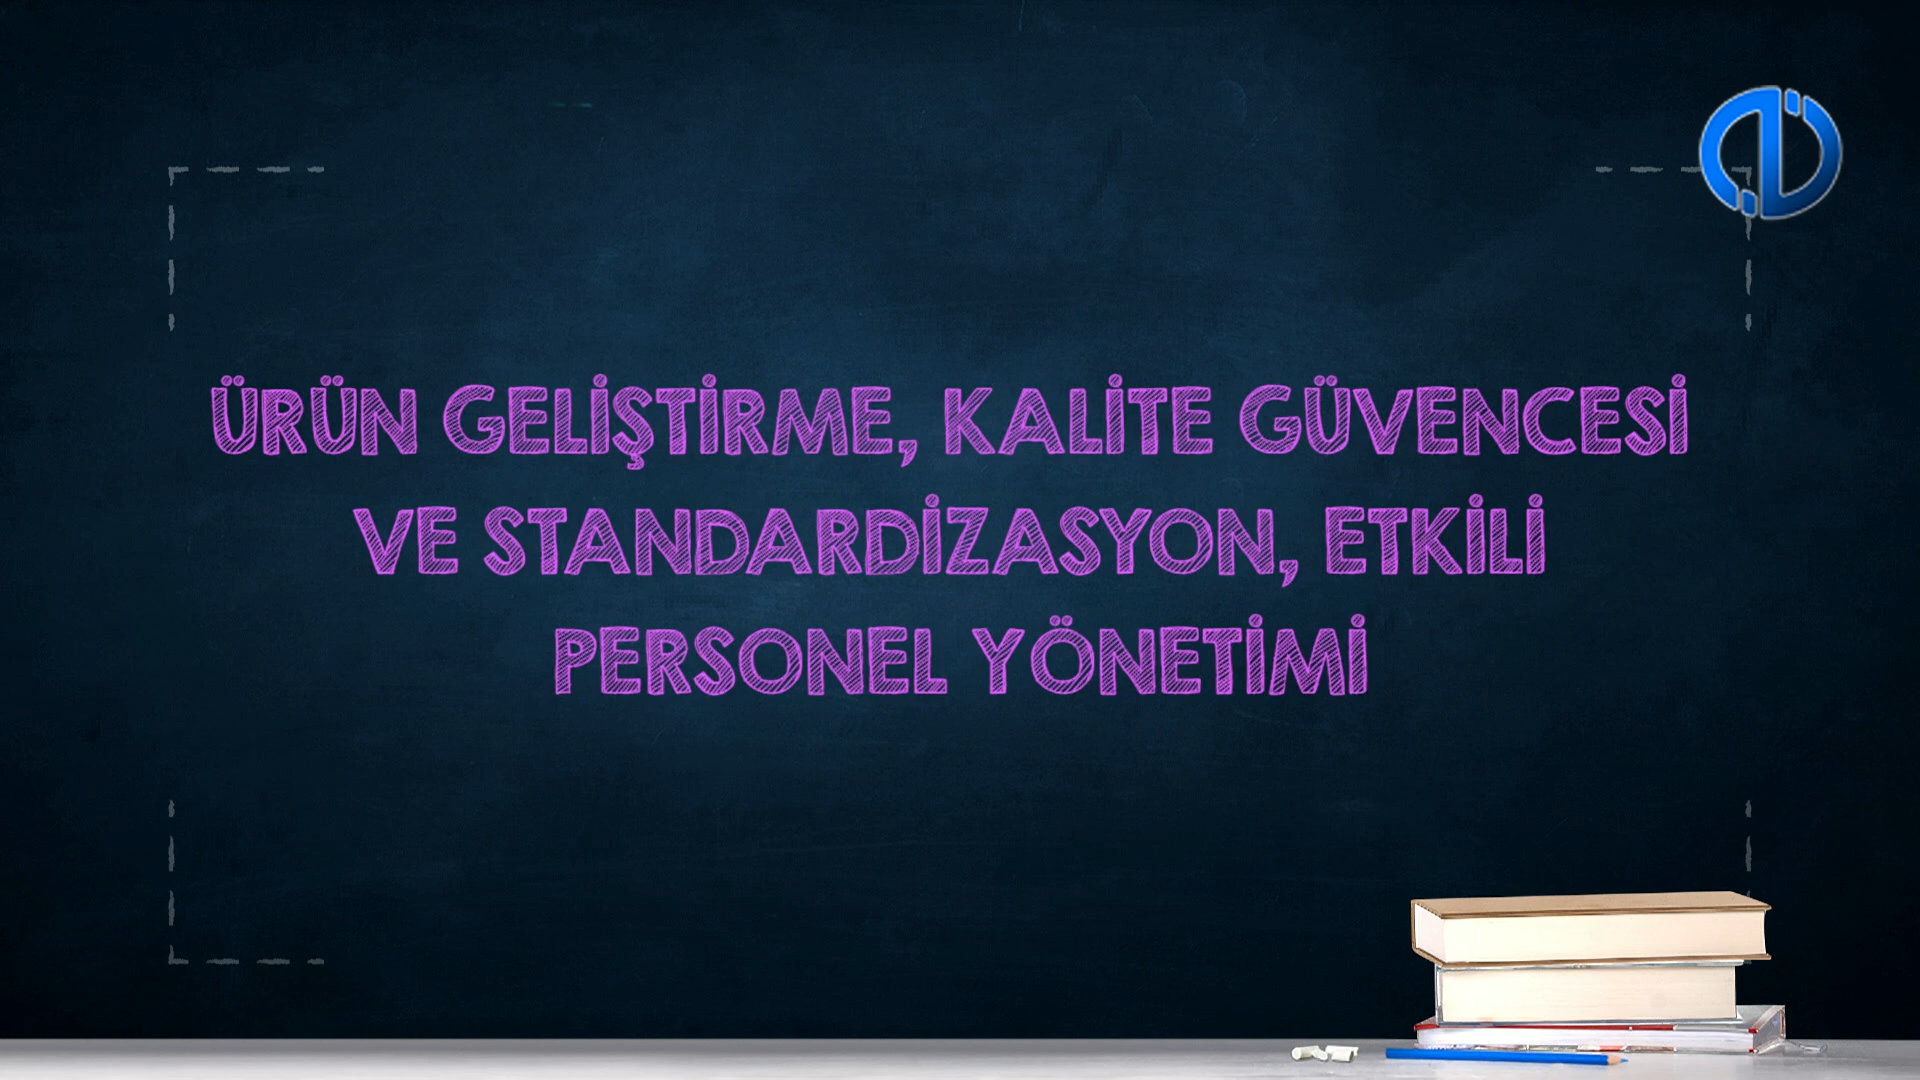 ÜRÜN GELİŞTİRME, KALİTE GÜVENCESİ
VE STANDARDİZASYON, ETKİLİ
PERSONEL YÖNETİMİ